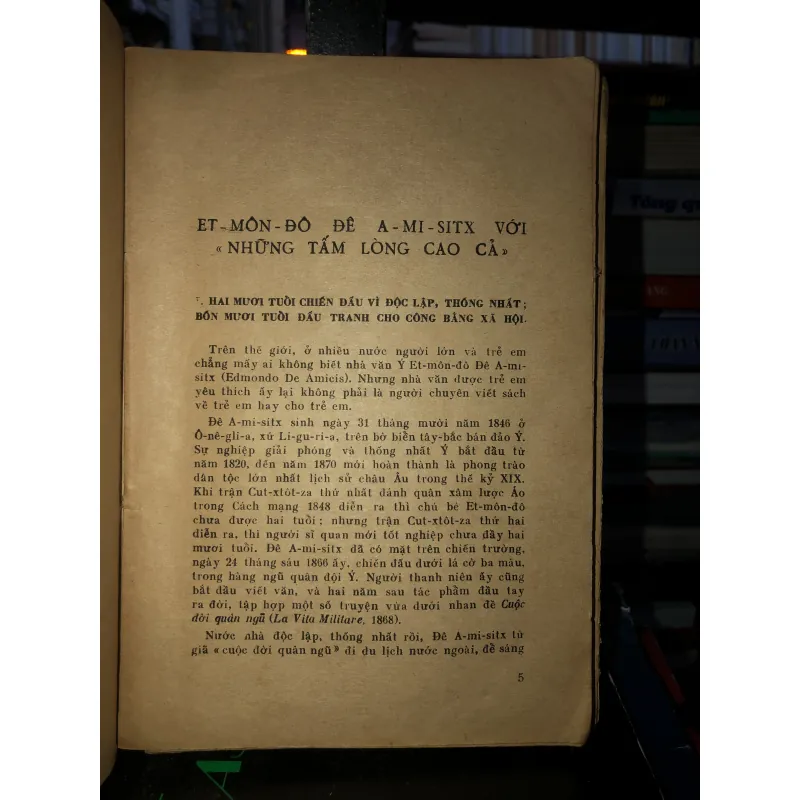 ET-MÔN-ĐÔ ĐÊ A-MI-SITX VỚI
« NHỮNG TẤM LÒNG CAO CẢ»
I. HAI MƯƠI TUỔI CHIẾN ĐẤU VÌ ĐỘC LẬP, THỐNG NHẤT;
BỐN MƯƠI TUỔI ĐẤU TRANH CHO CÔNG BẰNG XÃ HỘI.
Trên thế giới, ở nhiều nước người lớn và trẻ em
chẳng mấy ai không biết nhà văn Ý Et-môn-đô Đê A-mi-
sitx (Edmondo De Amicis). Nhưng nhà văn được trẻ em
yêu thích ấy lại không phải là người chuyên viết sách
về trẻ em hay cho trẻ em.
Đê A-mi-sitx sinh ngày 31 tháng mười năm 1846 ở
Ô-nê-gli-a, xứ Li-gu-ri-a, trên bờ biển tây-bắc bán đảo Ý.
Sự nghiệp giải phóng và thống nhất Ý bắt đầu từ
năm 1820, đến năm 1870 mới hoàn thành là phong trào
dân tộc lớn nhất lịch sử châu Âu trong thế kỷ XIX.
Khi trận Cut-xtôt-za thứ nhất đánh quân xâm lược Áo
trong Cách mạng 1848 diễn ra thì chú bé Et-môn-đô
chưa được hai tuổi; nhưng trận Cut-xtôt-za thứ hai
diễn ra, thì người sĩ quan mới tốt nghiệp chưa đầy hai
mươi tuổi. Đê A-mi-sitx đã có mặt trên chiến trường,
ngày 24 tháng sáu 1866 ấy, chiến đấu dưới lá cờ ba màu,
trong hàng ngũ quân đội Ý. Người thanh niên ấy cũng
bắt đầu viết văn, và hai năm sau tác phẩm đầu tay
ra đời, tập hợp một số truyện vừa dưới nhan đề Cuộc
đời quân ngũ (La Vita Militare, 1868).
Nước nhà độc lập, thống nhất rồi, Đê A-mi-sitx từ
giã « cuộc đời quân ngũ » đi du lịch nước ngoài, để sáng
5